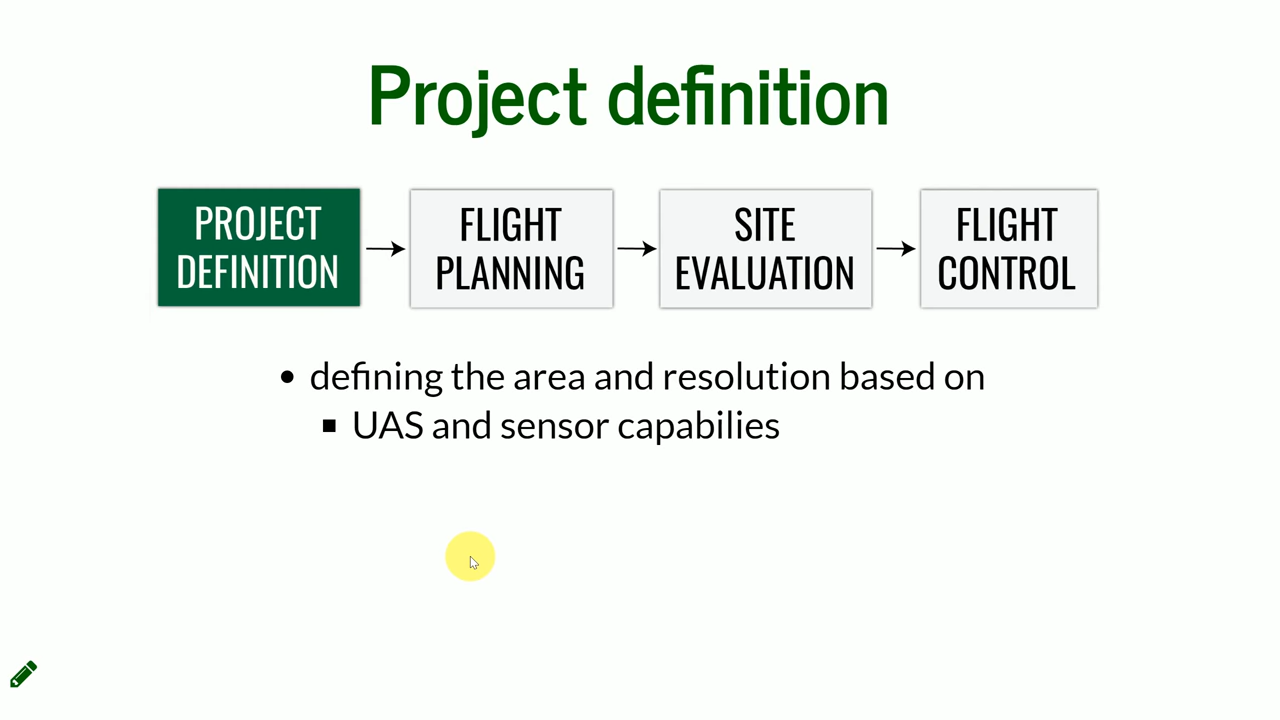 Project definition
PROJECT
DEFINITION
FLIGHT
PLANNING
SITE
EVALUATION
FLIGHT
CONTROL
• defining the area and resolution based on
▪ UAS and sensor capabilies